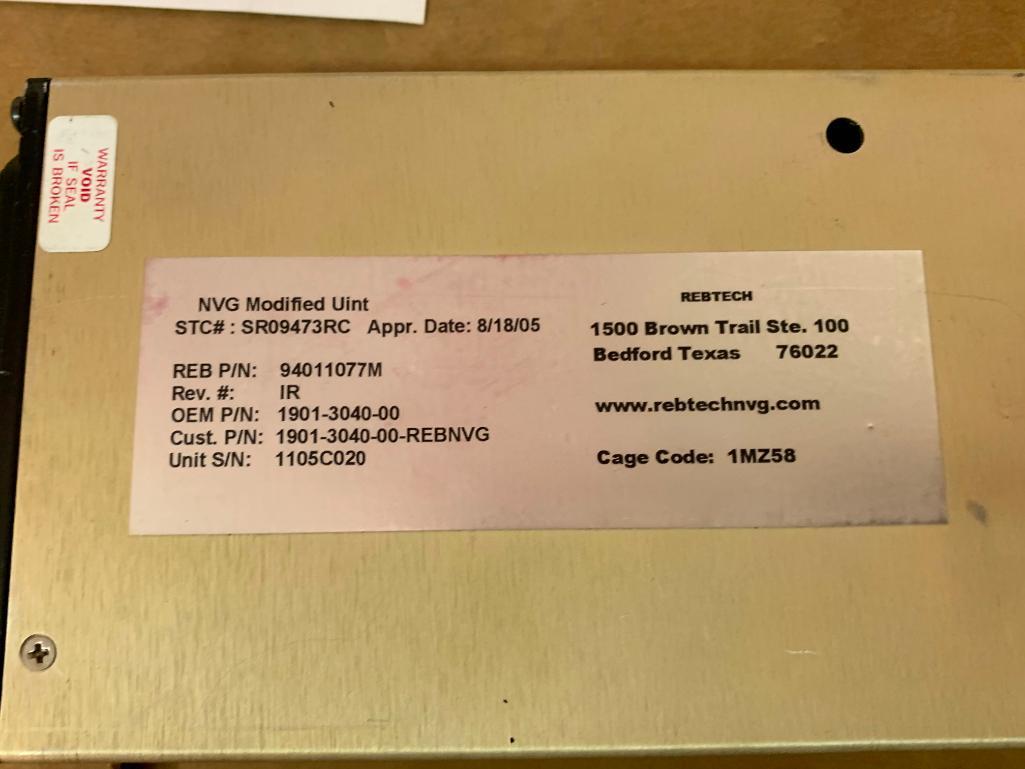 WARRANTY
VOID
IF SEAL
IS BROKEN
NVG Modified Uint
STC# : SR09473RC Appr. Date: 8/18/05
REB P/N: 94011077M
Rev. #: IR
OEM P/N: 1901-3040-00
Cust. P/N: 1901-3040-00-REBNVG
Unit S/N: 1105C020
REBTECH
1500 Brown Trail Ste. 100
Bedford Texas 76022
www.rebtechnvg.com
Cage Code: 1MZ58